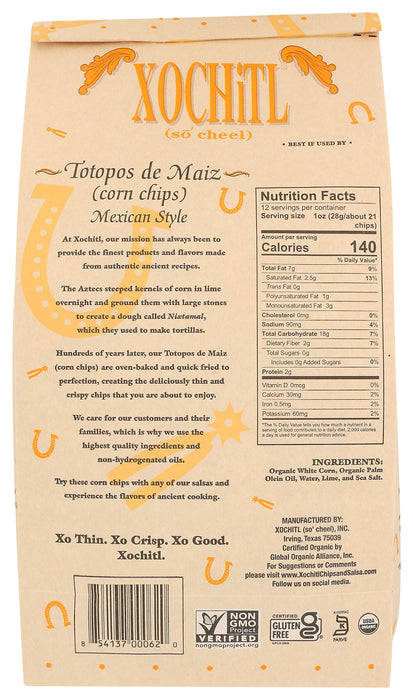 XOCHiTL
(so' cheel)
• BEST IF USED BY •
Totopos de Maiz
(corn chips)
Mexican Style
At Xochitl, our mission has always been to
provide the finest products and flavors made
from authentic ancient recipes.
The Aztecs steeped kernels of corn in lime
overnight and ground them with large stones
to create a dough called Nixtamal,
which they used to make tortillas.
Hundreds of years later, our Totopos de Maiz
(corn chips) are oven-baked and quick fried to
perfection, creating the deliciously thin and
crispy chips that you are about to enjoy.
We care for our customers and their
families, which is why we use the
highest quality ingredients and
non-hydrogenated oils.
Try these corn chips with any of our salsas and
experience the flavors of ancient cooking.
Xo Thin. Xo Crisp. Xo Good.
Xochitl.
Nutrition Facts
12 servings per container
Serving size 1oz (28g/about 21
chips)
Amount per serving
Calories 140
% Daily Value*
Total Fat 7g 9%
Saturated Fat 2.5g 13%
Trans Fat 0g
Polyunsaturated Fat 1g
Monounsaturated Fat 3g
Cholesterol 0mg 0%
Sodium 90mg 4%
Total Carbohydrate 18g 7%
Dietary Fiber 2g 7%
Total Sugars 0g
Includes 0g Added Sugars 0%
Protein 2g
Vitamin D 0mcg 0%
Calcium 30mg 2%
Iron 0.5mg 2%
Potassium 60mg 2%
*The % Daily Value tells you how much a nutrient in a
serving of food contributes to a daily diet. 2,000 calories
a day is used for general nutrition advice.
INGREDIENTS:
Organic White Corn, Organic Palm
Olein Oil, Water, Lime, and Sea Salt.
MANUFACTURED BY:
XOCHITL (so' cheel), INC.
Irving, Texas 75039
Certified Organic by
Global Organic Alliance, Inc.
For Suggestions or Comments
please visit www.XochitlChipsandSalsa.com
Follow us on social media.
8 54137 00062 0
NON
GMO
Project
VERIFIED
nongmoproject.org
CERTIFIED
GLUTEN
FREE
GFCO.ORG
K
PARVE
USDA
ORGANIC